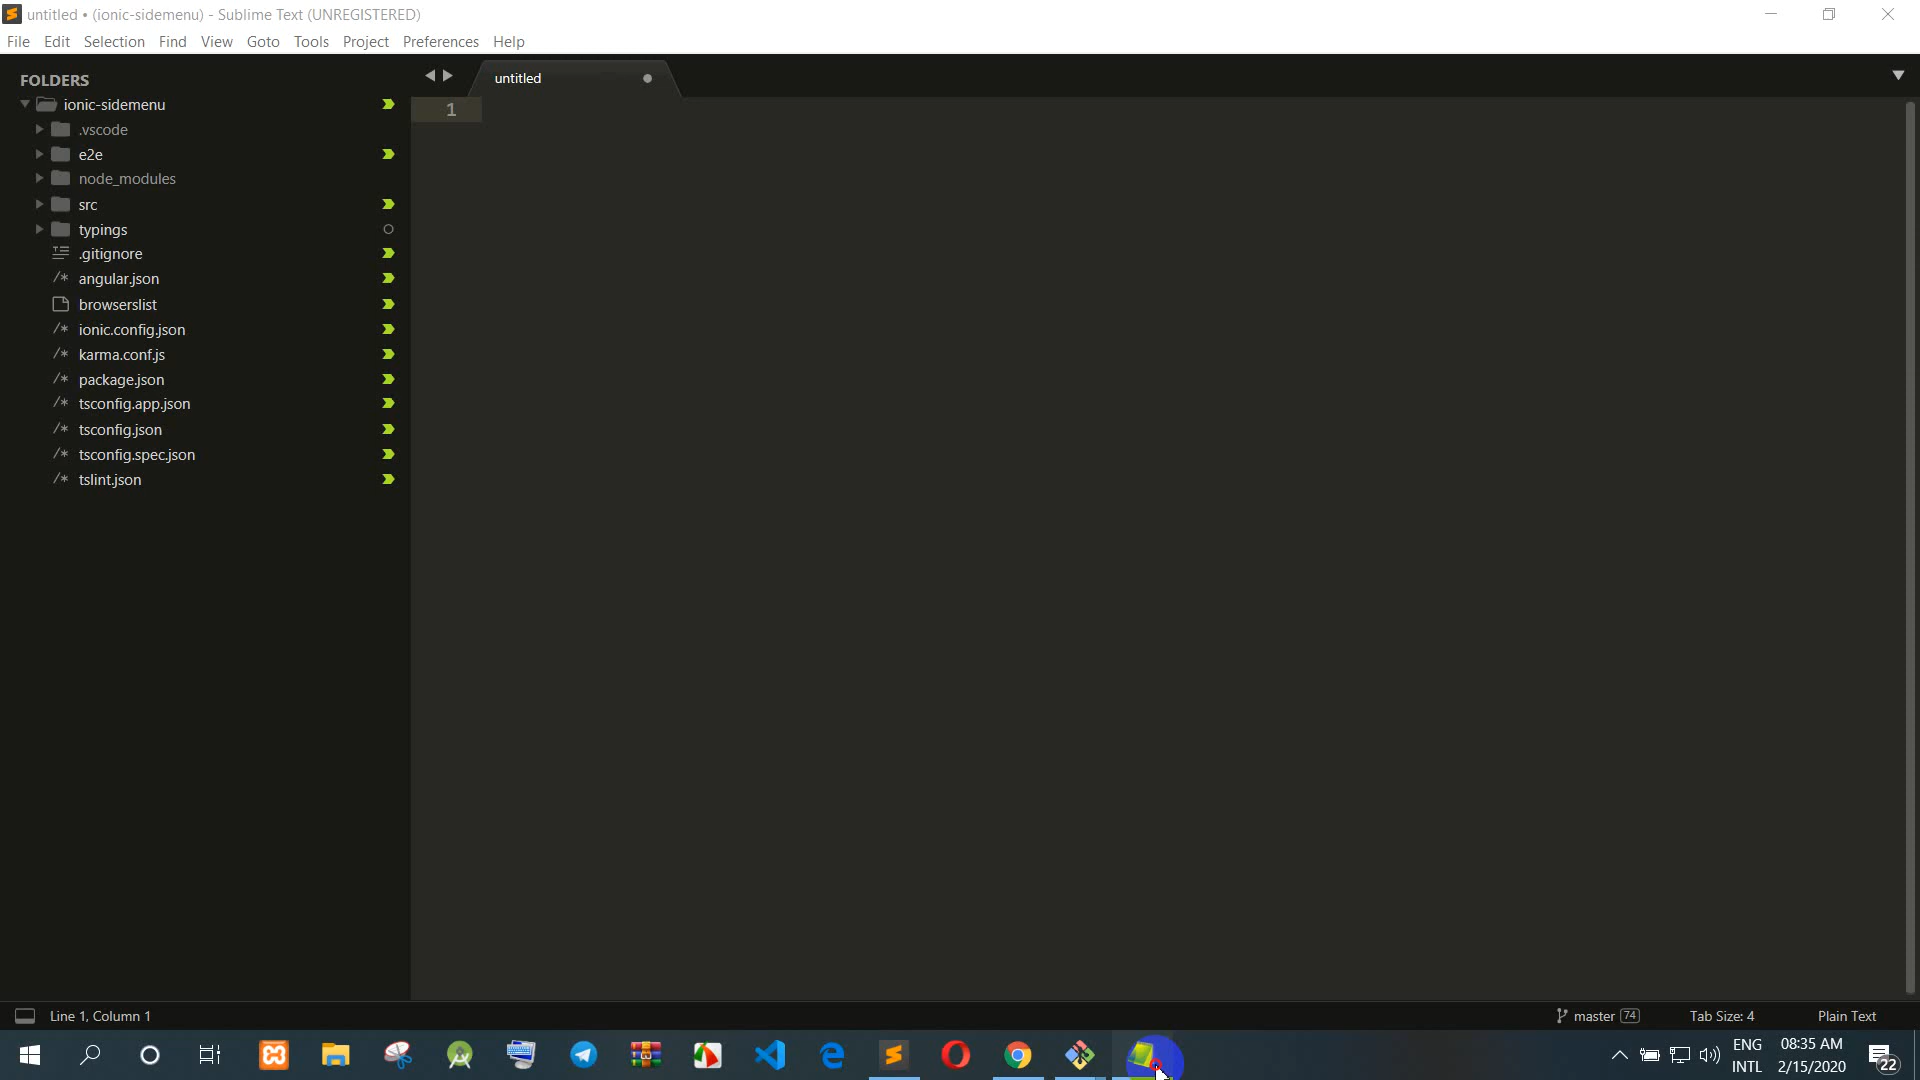 untitled • (ionic-sidemenu) - Sublime Text (UNREGISTERED)
File Edit Selection Find View Goto Tools Project Preferences Help
FOLDERS
untitled
ionic-sidemenu
1
.vscode
e2e
node_modules
src
typings
.gitignore
angular.json
browserslist
ionic.config.json
karma.conf.js
package.json
tsconfig.app.json
tsconfig.json
tsconfig.spec.json
tslint.json
Line 1, Column 1
master 74
Tab Size: 4
Plain Text
ENG
INTL
08:35 AM
2/15/2020
22